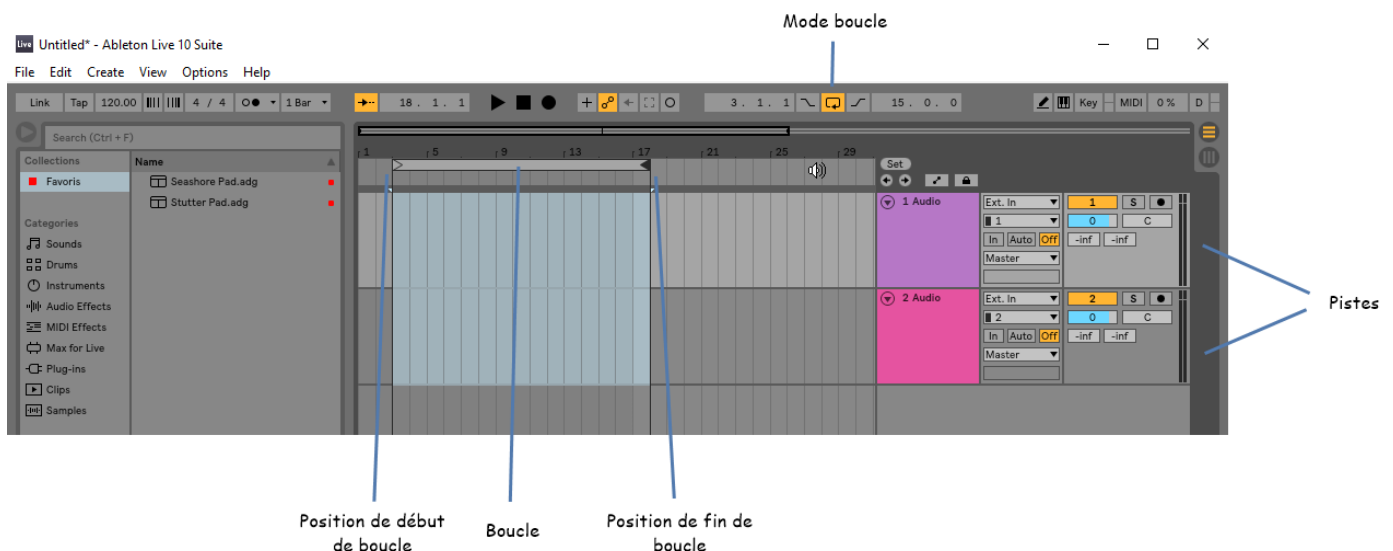 Mode boucle
Live Untitled* - Ableton Live 10 Suite
File Edit Create View Options Help
Link Tap 120.00 4 / 4 1 Bar 18. 1. 1 3. 1. 1 15. 0. 0 Key MIDI 0 % D
Search (Ctrl + F)
Collections Name
Favoris Seashore Pad.adg
Stutter Pad.adg
Categories
Sounds
Drums
Instruments
Audio Effects
MIDI Effects
Max for Live
Plug-ins
Clips
Samples
1 5 9 13 17 21 25 29
Set
1 Audio Ext. In 1 S
1 0 C
In Auto Off -inf -inf
Master
2 Audio Ext. In 2 S
2 0 C
In Auto Off -inf -inf
Master
Pistes
Position de début
de boucle
Boucle
Position de fin de
boucle